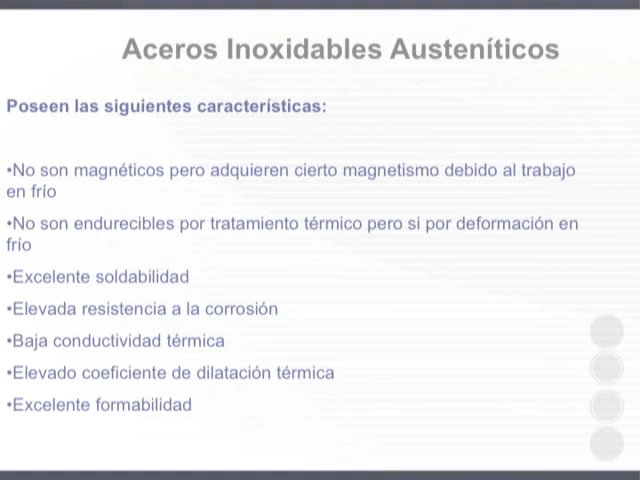 Aceros Inoxidables Austeníticos
Poseen las siguientes características:
•No son magnéticos pero adquieren cierto magnetismo debido al trabajo
en frío
•No son endurecibles por tratamiento térmico pero si por deformación en
frío
•Excelente soldabilidad
•Elevada resistencia a la corrosión
•Baja conductividad térmica
•Elevado coeficiente de dilatación térmica
•Excelente formabilidad